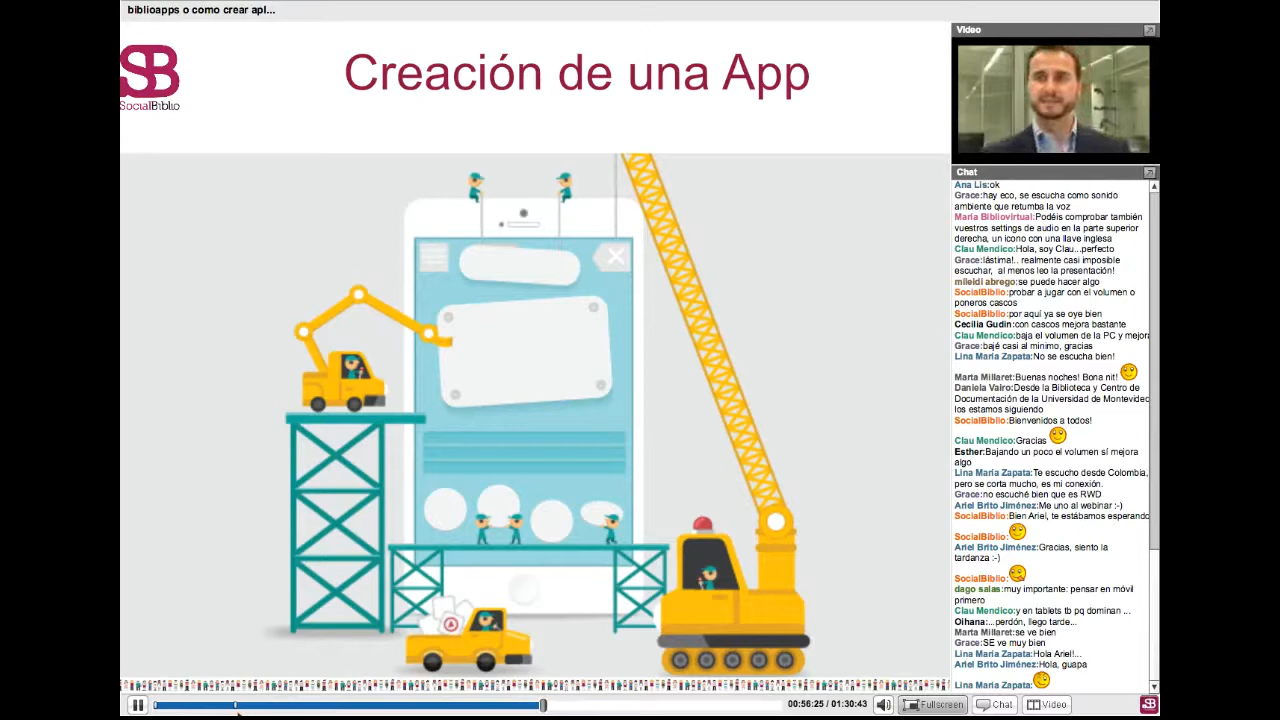 biblioapps o como crear apl...
SB
SocialBiblio
Creación de una App
Video
Chat
Ana Lis:ok
Grace:hay eco, se escucha como sonido
ambiente que retumba la voz
María Bibliovirtual:Podéis comprobar también
vuestros settings de audio en la parte superior
derecha, un icono con una llave inglesa
Clau Mendico:Hola, soy Clau...perfecto
Grace:lástima!.. realmente casi imposible
escuchar, al menos leo la presentación!
mileidi abrego:se puede hacer algo
SocialBiblio:probar a jugar con el volumen o
poneros cascos
SocialBiblio:por aquí ya se oye bien
Cecilia Gudin:con cascos mejora bastante
Clau Mendico:baja el volumen de la PC y mejora
Grace:bajé casi al minimo, gracias
Lina María Zapata:No se escucha bien!
Marta Millaret:Buenas noches! Bona nit!
Daniela Vairo:Desde la Biblioteca y Centro de
Documentación de la Universidad de Montevideo
los estamos siguiendo
SocialBiblio:Bienvenidos a todos!
Clau Mendico:Gracias
Esther:Bajando un poco el volumen sí mejora
algo
Lina María Zapata:Te escucho desde Colombia,
pero se corta mucho, es mi conexión.
Grace:no escuché bien que es RWD
Ariel Brito Jiménez:Me uno al webinar :-)
SocialBiblio:Bien Ariel, te estábamos esperando
SocialBiblio:
Ariel Brito Jiménez:Gracias, siento la
tardanza :-)
SocialBiblio:
dago salas:muy importante: pensar en móvil
primero
Clau Mendico:y en tablets tb pq dominan ...
Oihana:...perdón, llego tarde...
Marta Millaret:se ve bien
Grace:SE ve muy bien
Lina María Zapata:Hola Ariel!...
Ariel Brito Jiménez:Hola, guapa
Lina María Zapata:
00:56:25 / 01:30:43
Fullscreen
Chat
Video
SB